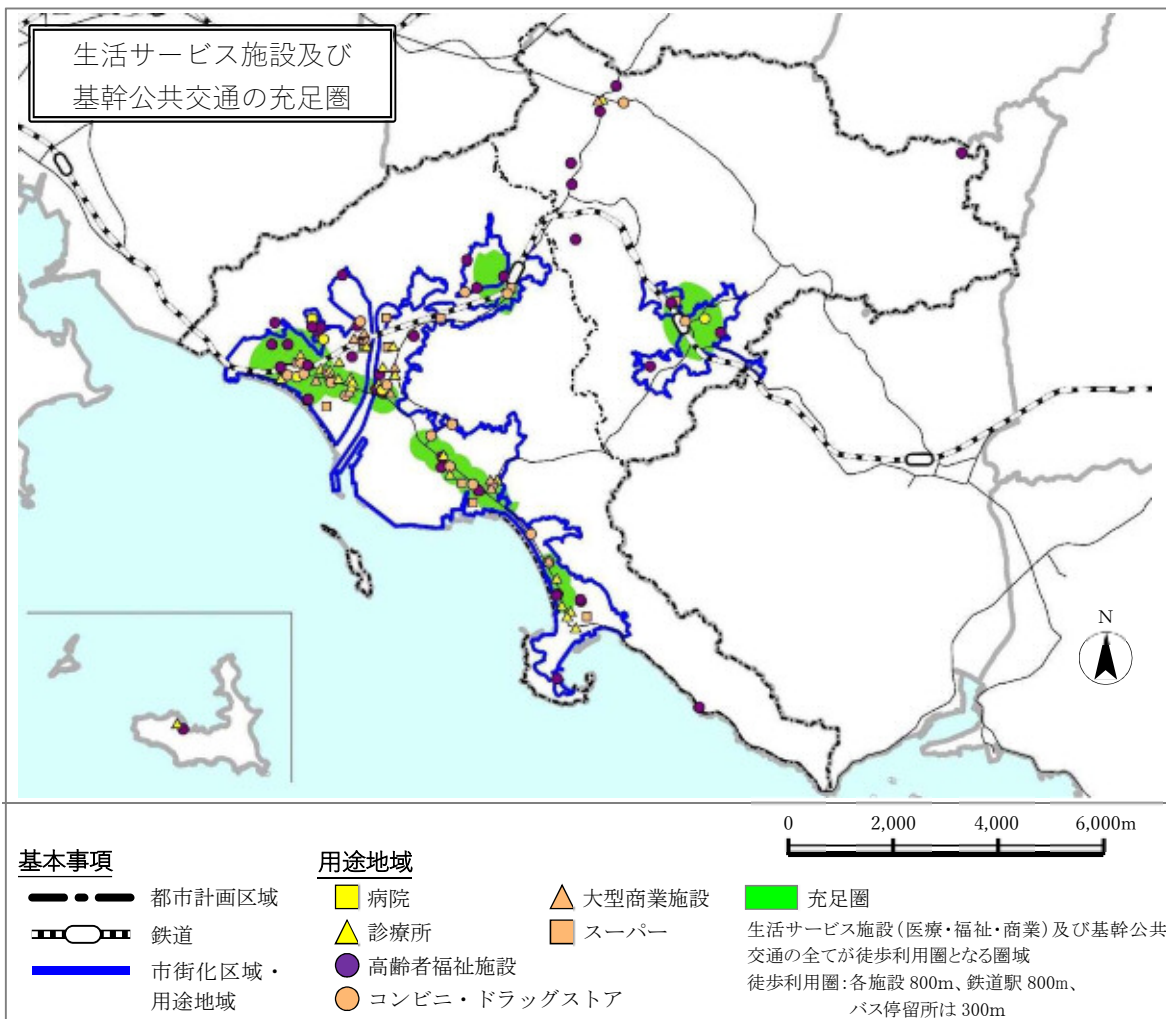 生活サービス施設及び
基幹公共交通の充足圏
N
0 2,000 4,000 6,000m
基本事項
都市計画区域
鉄道
市街化区域・
用途地域
用途地域
病院
診療所
高齢者福祉施設
コンビニ・ドラッグストア
大型商業施設
スーパー
充足圏
生活サービス施設(医療・福祉・商業)及び基幹公共
交通の全てが徒歩利用圏となる圏域
徒歩利用圏:各施設 800m、鉄道駅 800m、
バス停留所は 300m